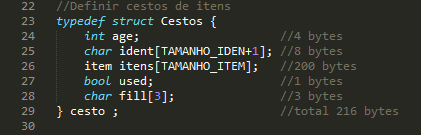 22 //Definir cestos de itens
23 typedef struct Cestos {
24 int age; //4 bytes
25 char ident[TAMANHO_IDEN+1]; //8 bytes
26 item itens[TAMANHO_ITEM]; //200 bytes
27 bool used; //1 bytes
28 char fill[3]; //3 bytes
29 } cesto ; //total 216 bytes
30